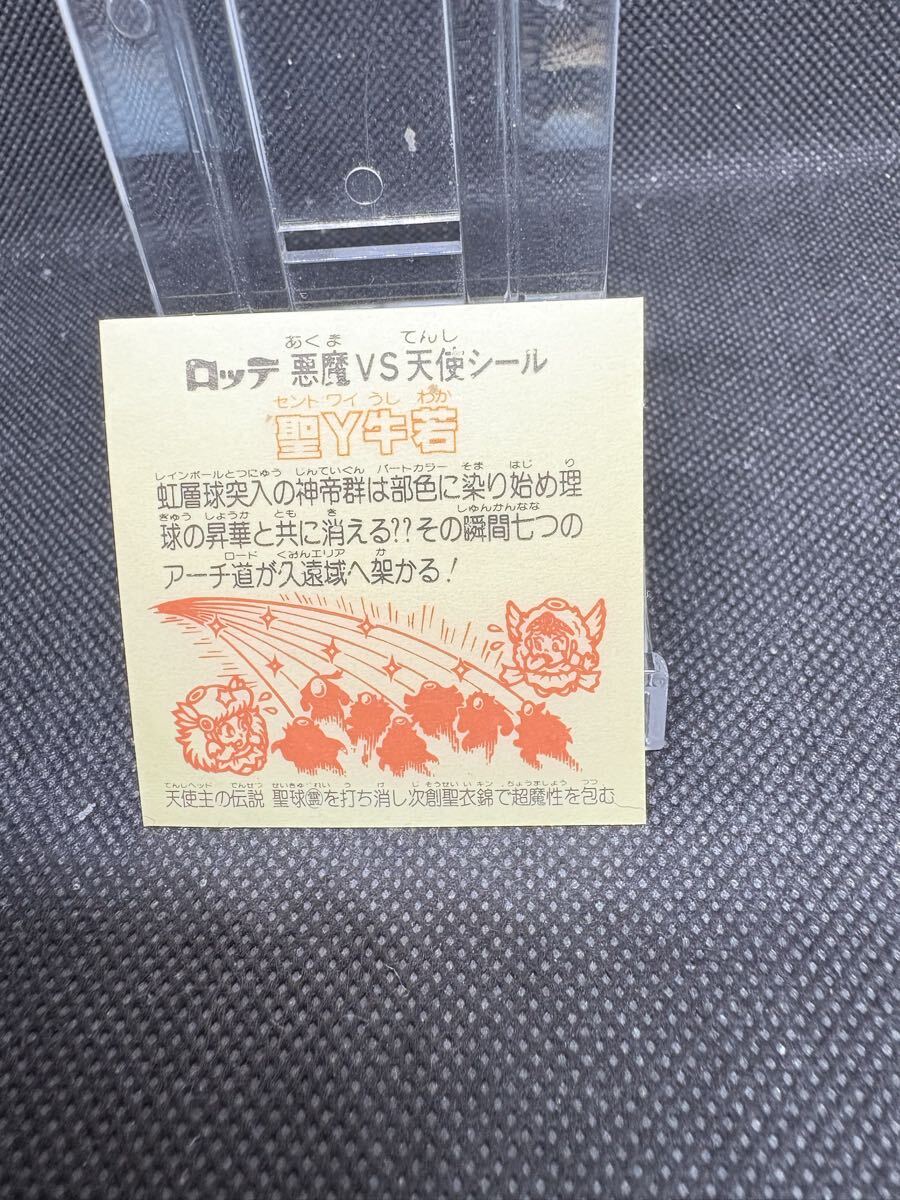 あくま てんし
ロッテ 悪魔VS天使シール
セント ワイ うし わか
聖Y牛若
レインボールとつにゅう しんていぐん パートカラー そま はじ り
虹層球突入の神帝群は部色に染り始め理
きゅう しょうか とも き しゅんかんなな
球の昇華と共に消える??その瞬間七つの
ロード くおんエリア か
アーチ道が久遠域へ架かる!
てんしヘッド でんせつ せいきゅう れい う け じ そうせい い キン ちょうましょう つつ
天使主の伝説 聖球㊩を打ち消し次創聖衣錦で超魔性を包む